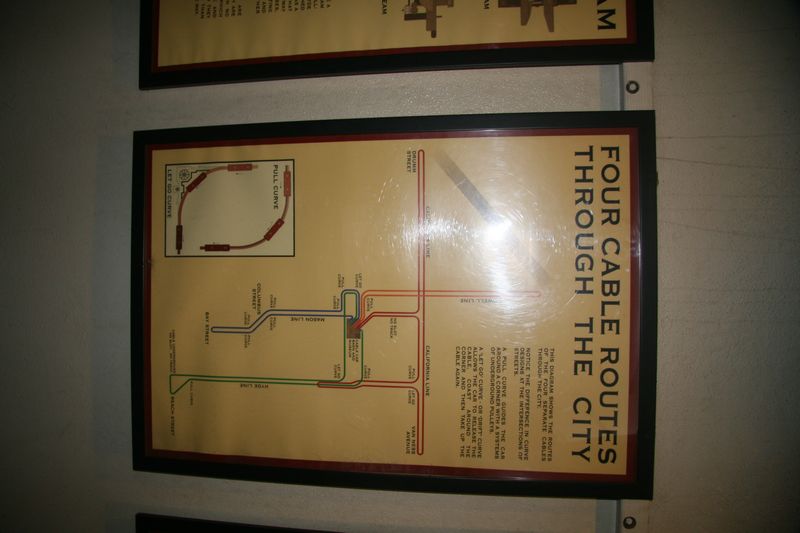 AM
FOUR CABLE ROUTES
THROUGH THE CITY
THIS DIAGRAM SHOWS THE ROUTES
OF THE FOUR SEPARATE CABLES
THROUGH THE CITY.
NOTICE THE DIFFERENCE IN CURVE
DESIGNS AT THE INTERSECTIONS OF
STREETS.
A PULL CURVE GUIDES THE CAR
AROUND A CORNER WITH A SYSTEMS
OF UNDERGROUND PULLEYS.
A 'LET GO' CURVE - OR 'DRIFT' CURVE
ALLOWS THE CAR TO RELEASE THE
CABLE, COAST AROUND THE
CORNER AND THEN TAKE UP THE
CABLE AGAIN.
POWELL LINE
CALIFORNIA LINE
CALIFORNIA LINE
DRUMM
STREET
PULL
CURVE
LET GO
CURVE
VAN NESS
AVENUE
NO SLOT
NO TRACK
PULL
CURVE
PULL
CURVE
LET GO
CURVE
CABLE CAR
BARN AND
MUSEUM
PULL
CURVE
PULL
CURVE
LET GO
CURVE
MASON LINE
HYDE LINE
PULL
CURVE
PULL
CURVE
COLUMBUS
STREET
PULL
CURVE
PULL
CURVE
BAY STREET
PULL CURVE
CABLE UNDERGROUND
NO SLOT, NO TRACK
BEACH STREET
PULL CURVE
LET GO CURVE